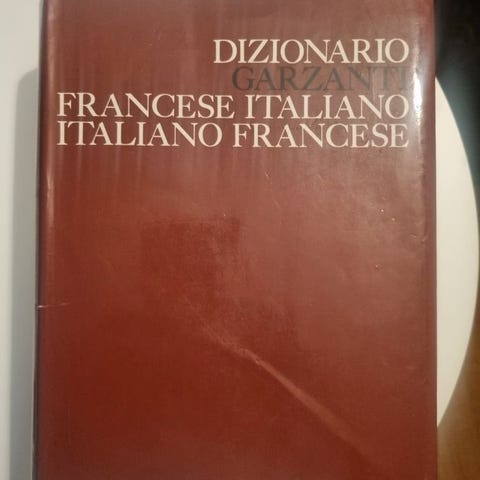 DIZIONARIO
GARZANTI
FRANCESE ITALIANO
ITALIANO FRANCESE